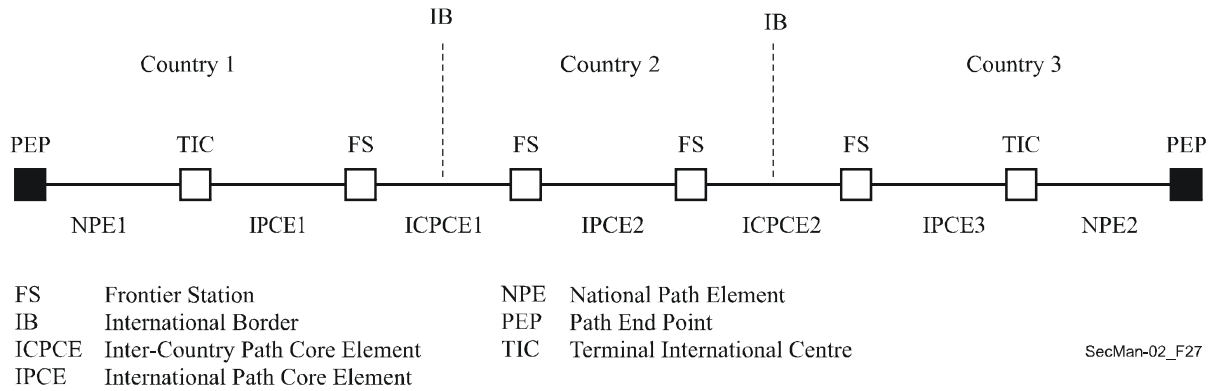 IB IB
Country 1 Country 2 Country 3
PEP TIC FS FS FS FS TIC PEP
NPE1 IPCE1 ICPCE1 IPCE2 ICPCE2 IPCE3 NPE2
FS Frontier Station
IB International Border
ICPCE Inter-Country Path Core Element
IPCE International Path Core Element
NPE National Path Element
PEP Path End Point
TIC Terminal International Centre
SecMan-02_F27